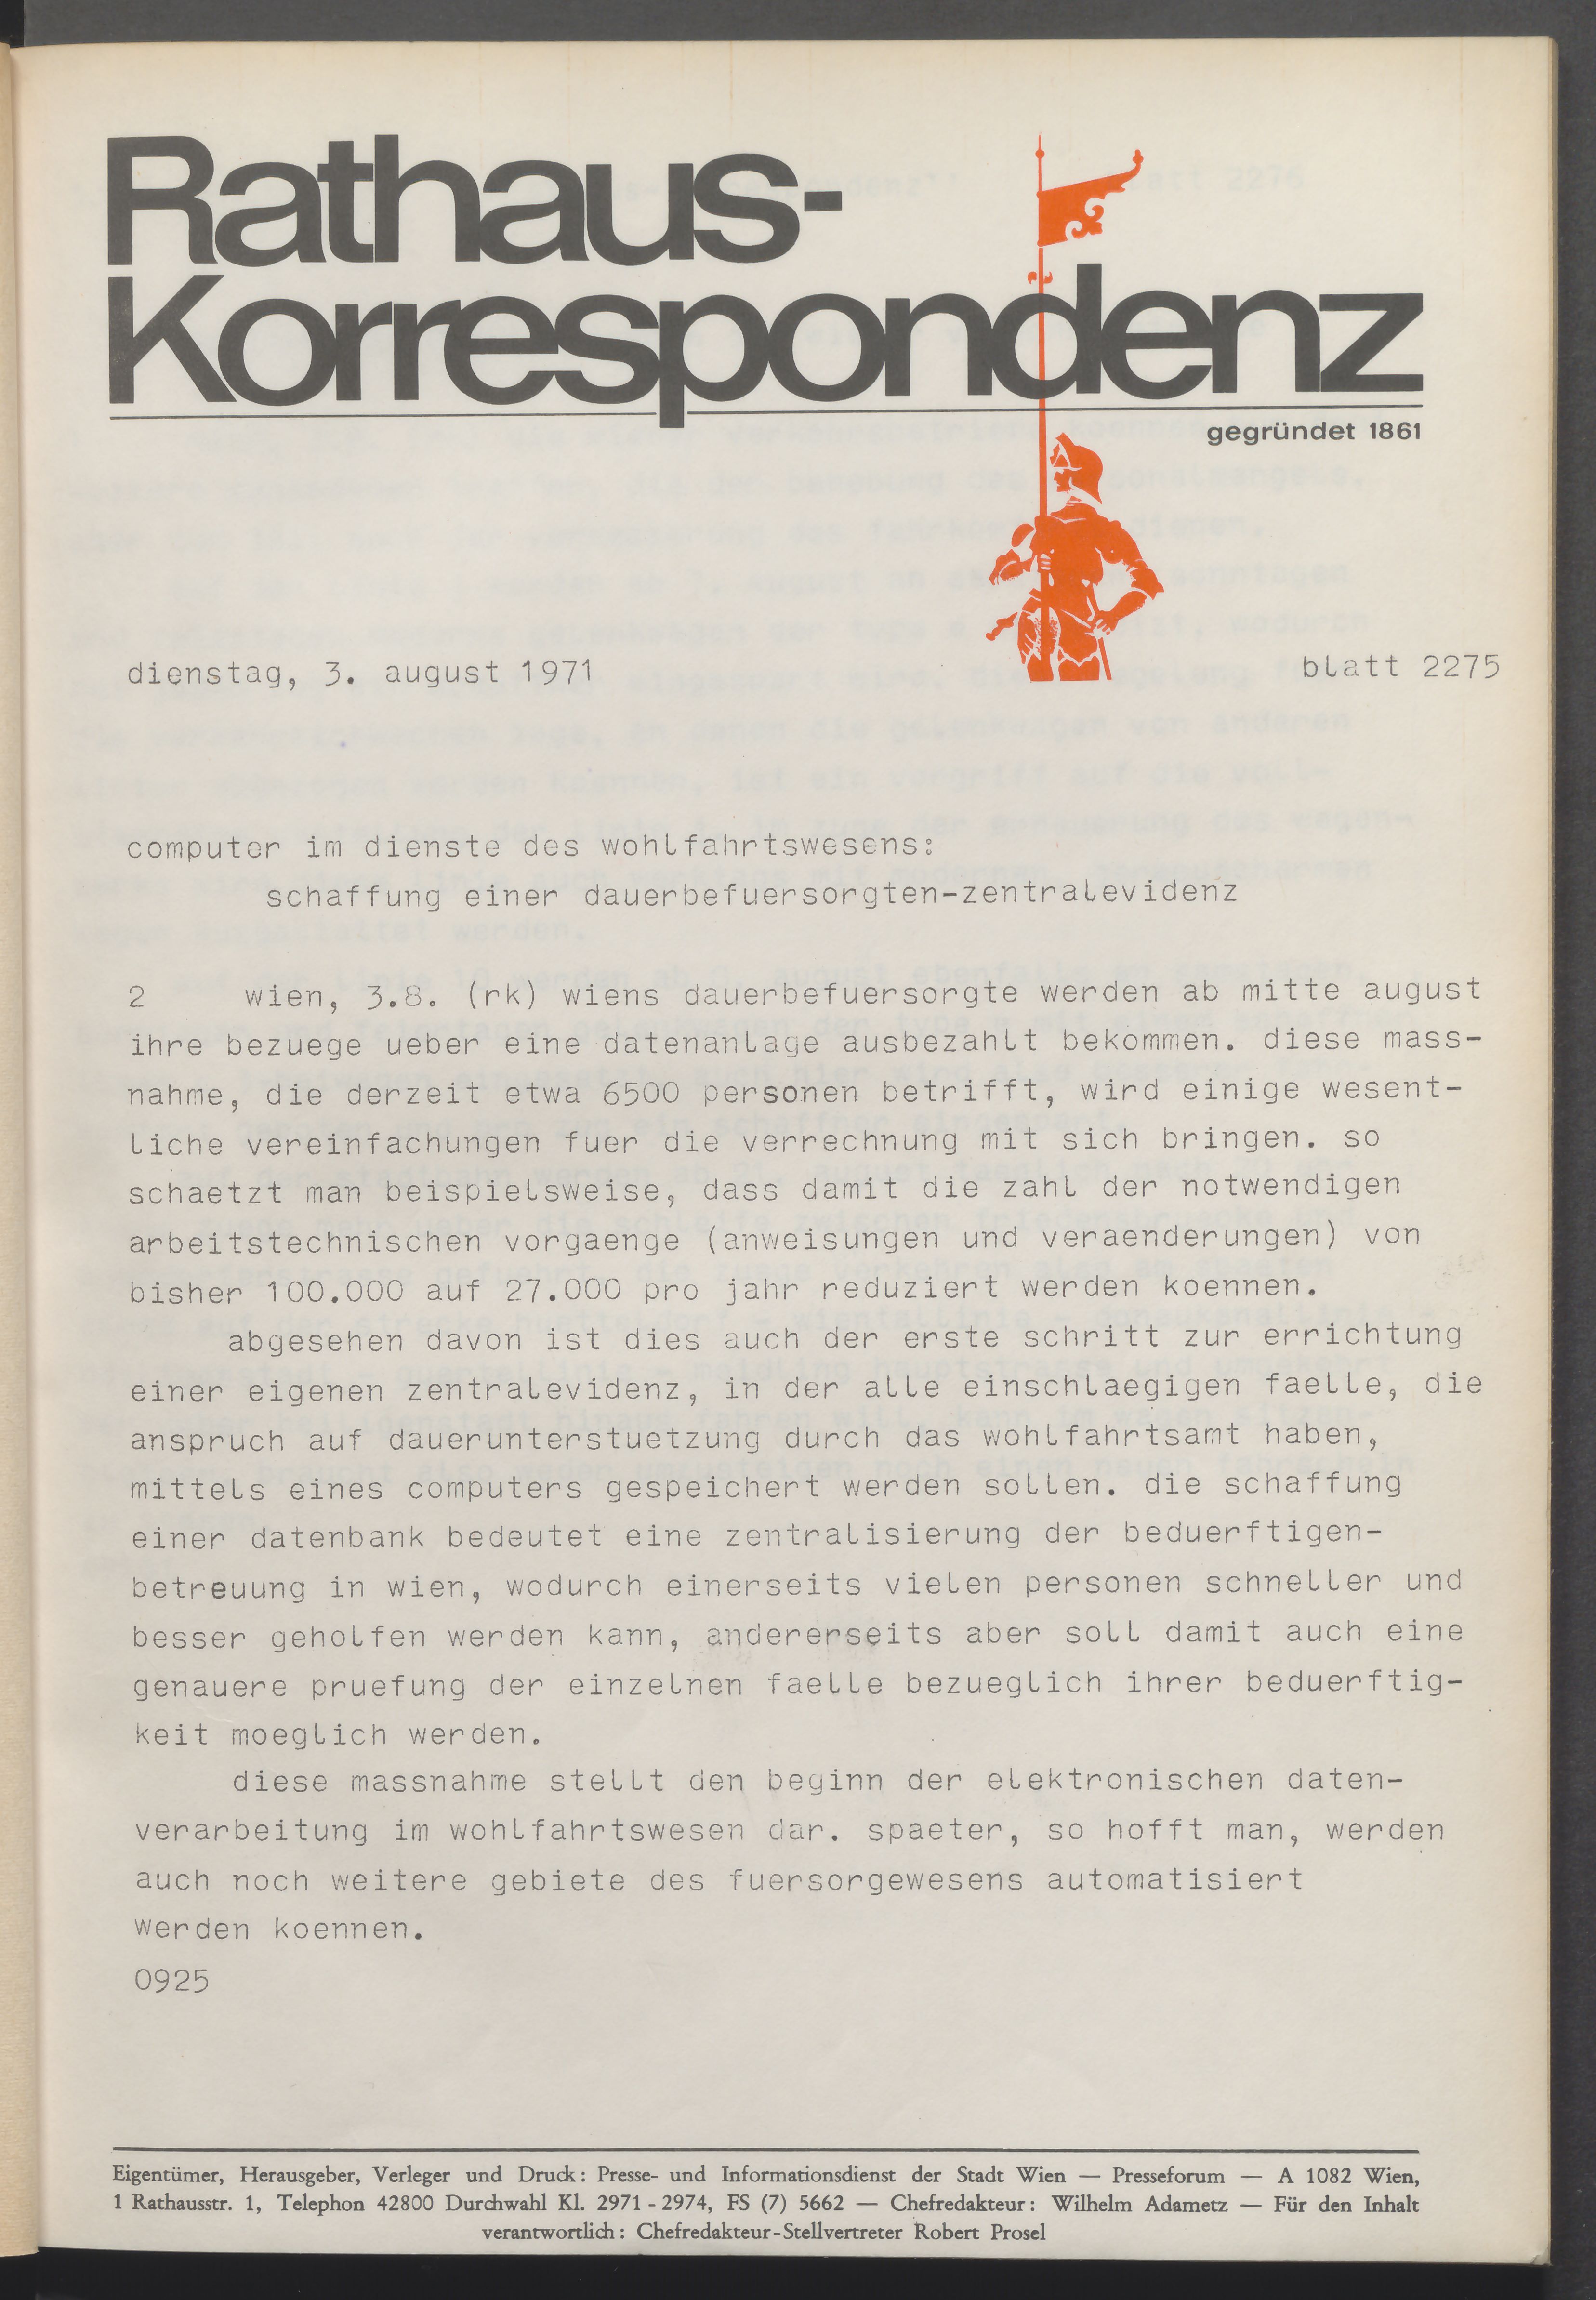 Rathaus-
Korrespondenz
gegründet 1861
dienstag, 3. august 1971 blatt 2275
computer im dienste des wohlfahrtswesens:
schaffung einer dauerbefuersorgten-zentralevidenz
2 wien, 3.8. (rk) wiens dauerbefuersorgte werden ab mitte august
ihre bezuege ueber eine datenanlage ausbezahlt bekommen. diese mass-
nahme, die derzeit etwa 6500 personen betrifft, wird einige wesent-
liche vereinfachungen fuer die verrechnung mit sich bringen. so
schaetzt man beispielsweise, dass damit die zahl der notwendigen
arbeitstechnischen vorgaenge (anweisungen und veraenderungen) von
bisher 100.000 auf 27.000 pro jahr reduziert werden koennen.
abgesehen davon ist dies auch der erste schritt zur errichtung
einer eigenen zentralevidenz, in der alle einschlaegigen faelle, die
anspruch auf dauerunterstuetzung durch das wohlfahrtsamt haben,
mittels eines computers gespeichert werden sollen. die schaffung
einer datenbank bedeutet eine zentralisierung der beduerftigen-
betreuung in wien, wodurch einerseits vielen personen schneller und
besser geholfen werden kann, andererseits aber soll damit auch eine
genauere pruefung der einzelnen faelle bezueglich ihrer beduerftig-
keit moeglich werden.
diese massnahme stellt den beginn der elektronischen daten-
verarbeitung im wohlfahrtswesen dar. spaeter, so hofft man, werden
auch noch weitere gebiete des fuersorgewesens automatisiert
werden koennen.
0925
Eigentümer, Herausgeber, Verleger und Druck: Presse- und Informationsdienst der Stadt Wien — Presseforum — A 1082 Wien,
1 Rathausstr. 1, Telephon 42800 Durchwahl Kl. 2971 - 2974, FS (7) 5662 — Chefredakteur: Wilhelm Adametz — Für den Inhalt
verantwortlich: Chefredakteur-Stellvertreter Robert Prosel